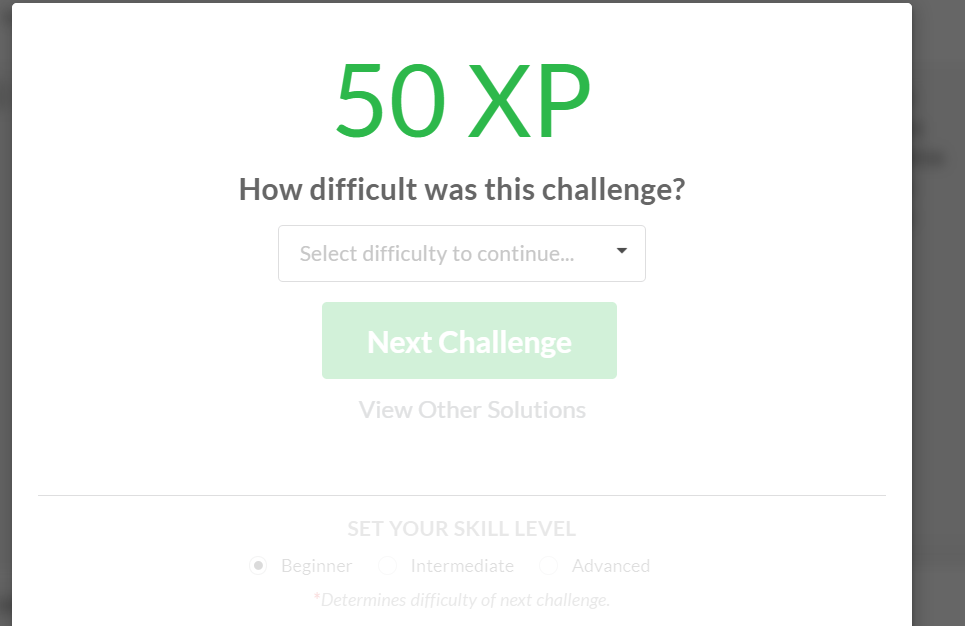 50 XP
How difficult was this challenge?
Select difficulty to continue...
Next Challenge
View Other Solutions
SET YOUR SKILL LEVEL
Beginner Intermediate Advanced
*Determines difficulty of next challenge.